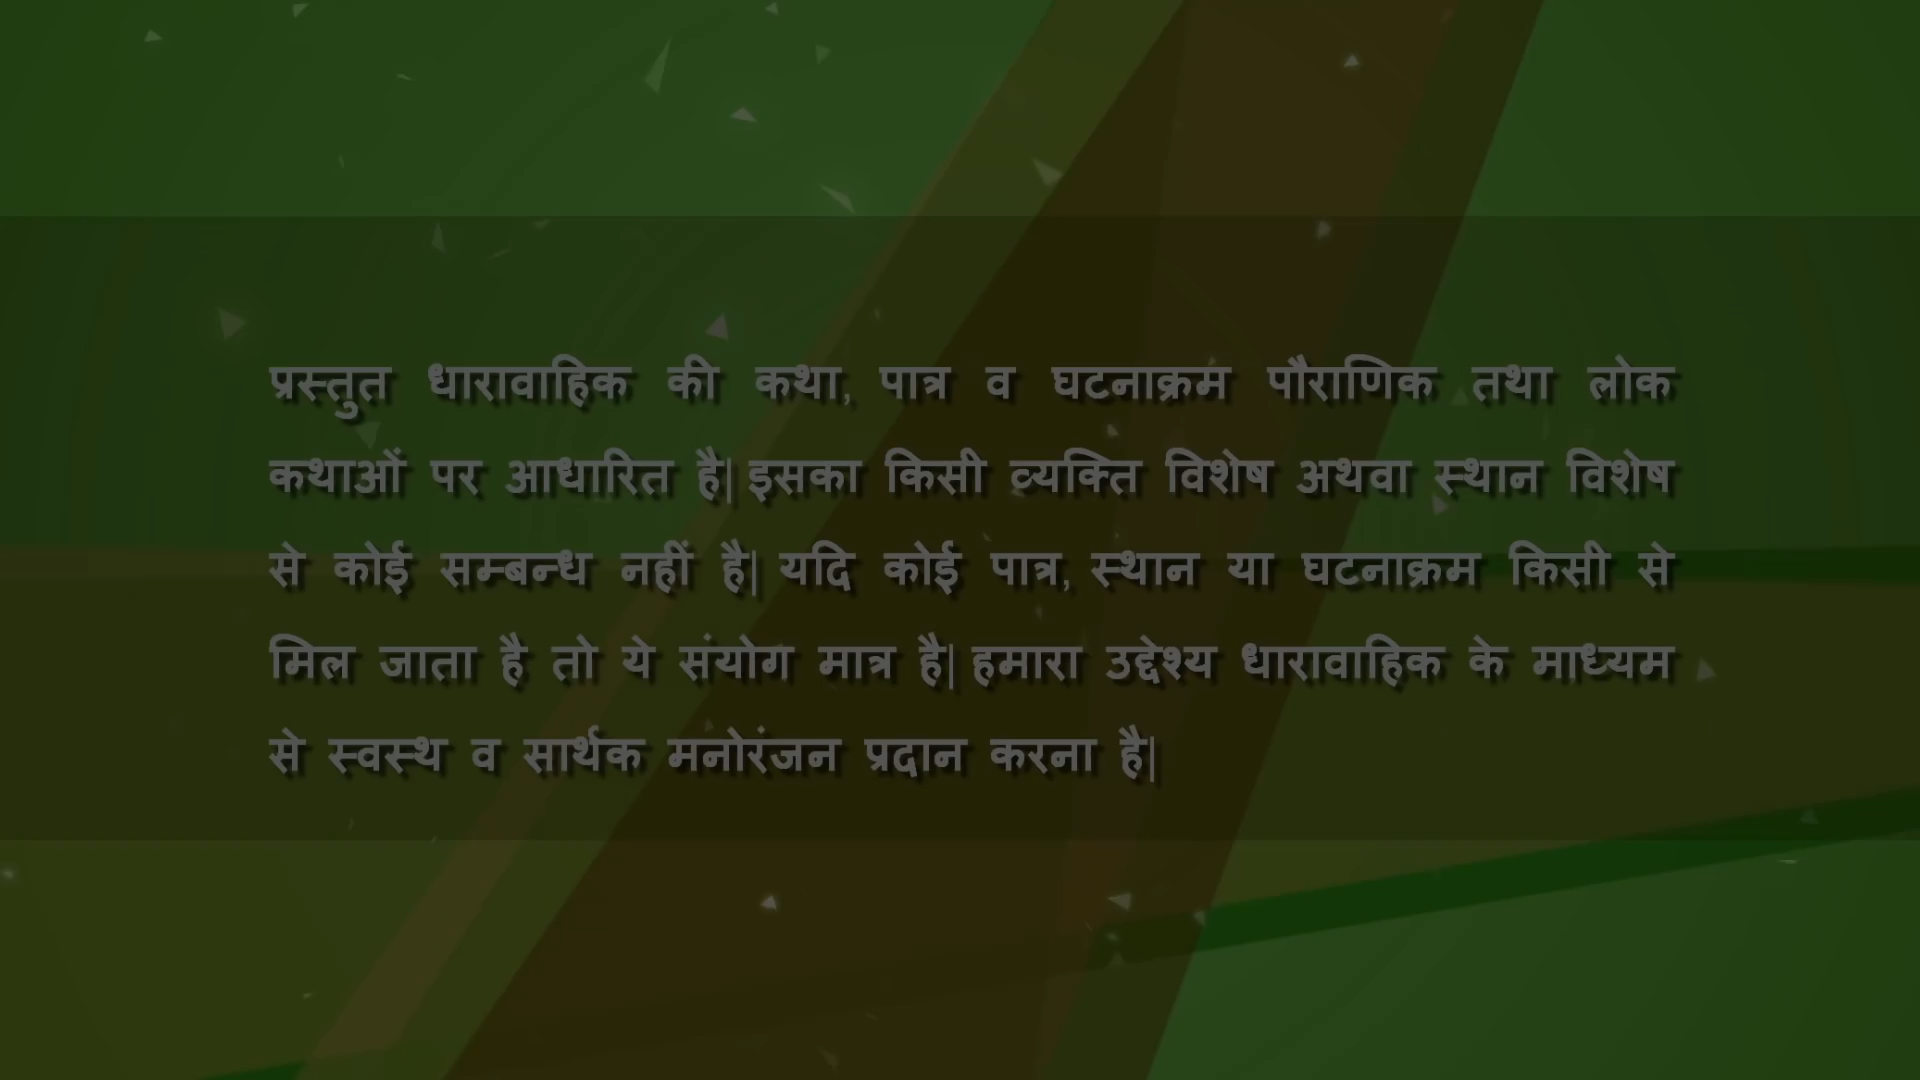 प्रस्तुत धारावाहिक की कथा, पात्र व घटनाक्रम पौराणिक तथा लोक
कथाओं पर आधारित है| इसका किसी व्यक्ति विशेष अथवा स्थान विशेष
से कोई सम्बन्ध नहीं है| यदि कोई पात्र, स्थान या घटनाक्रम किसी से
मिल जाता है तो ये संयोग मात्र है| हमारा उद्देश्य धारावाहिक के माध्यम
से स्वस्थ व सार्थक मनोरंजन प्रदान करना है|